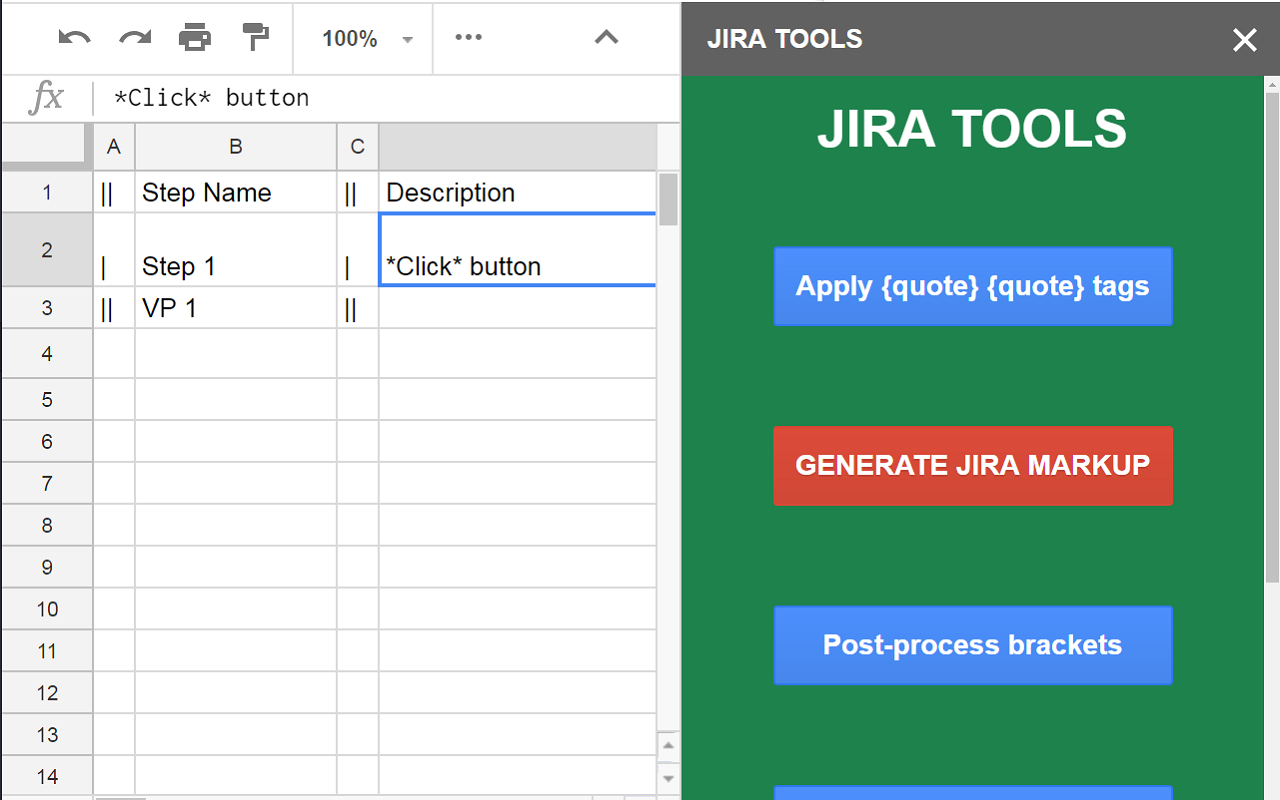 100%
fx
*Click* button
A B C
1 || Step Name || Description
2 | Step 1 | *Click* button
3 || VP 1 ||
4
5
6
7
8
9
10
11
12
13
14
JIRA TOOLS
JIRA TOOLS
Apply {quote} {quote} tags
GENERATE JIRA MARKUP
Post-process brackets